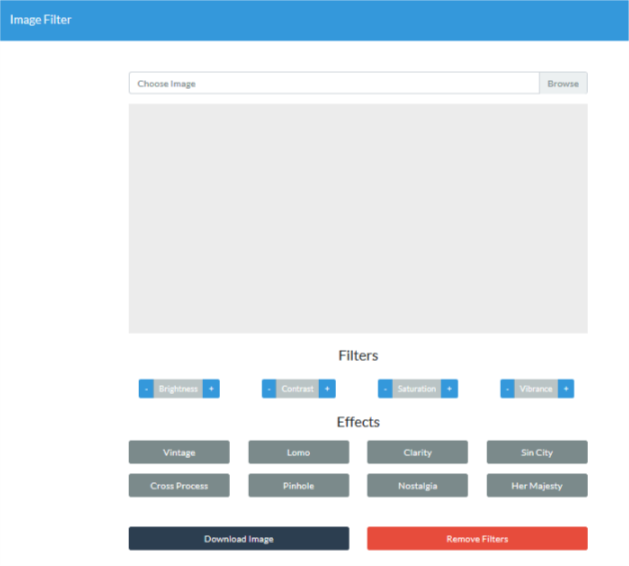 Image Filter
Choose Image Browse
Filters
- Brightness + - Contrast + - Saturation + - Vibrance +
Effects
Vintage Lomo Clarity Sin City
Cross Process Pinhole Nostalgia Her Majesty
Download Image Remove Filters